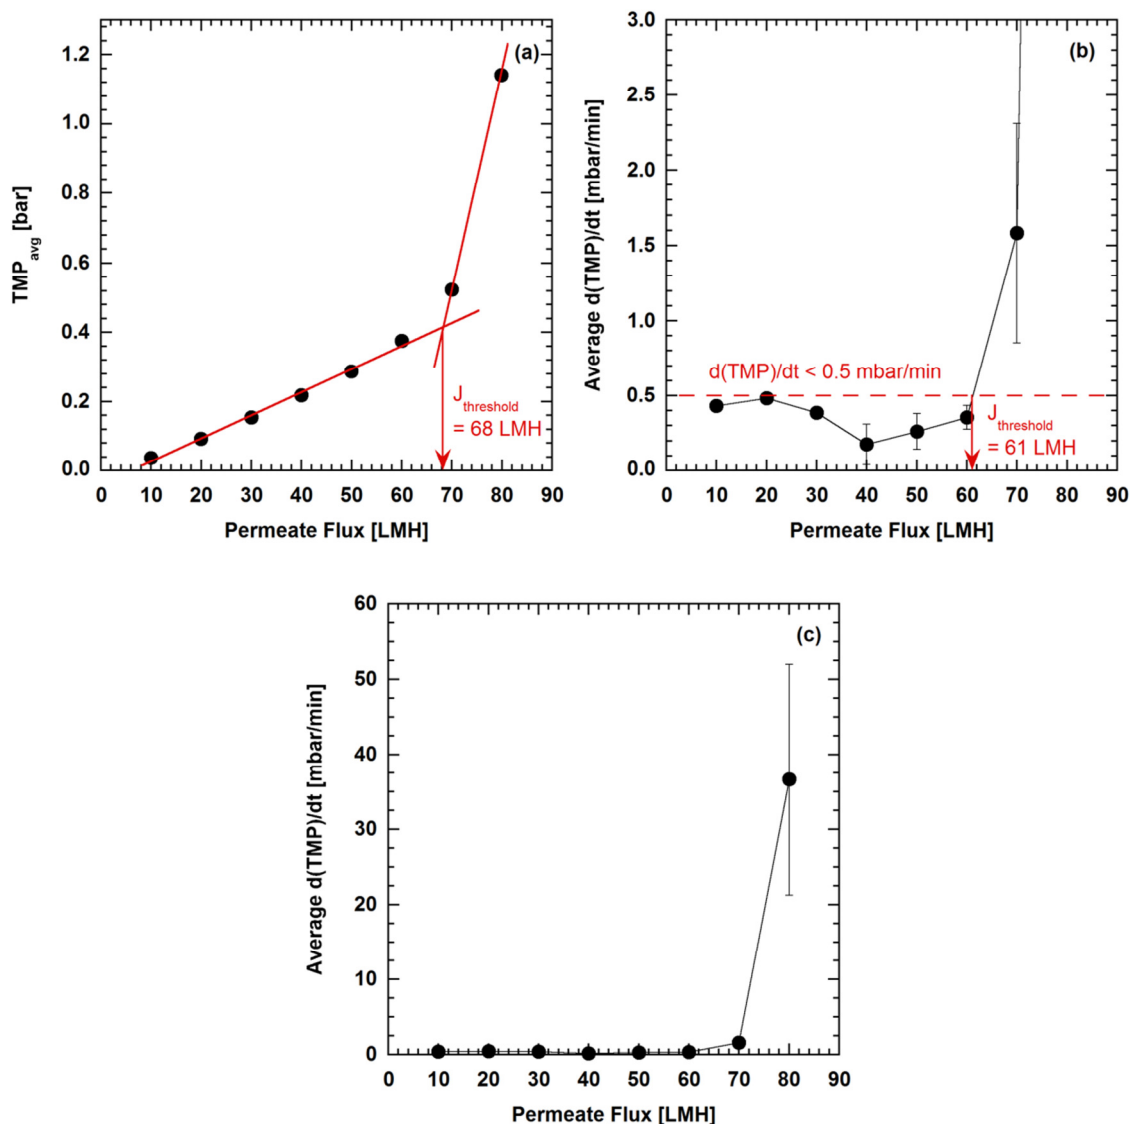 (a)
TMP avg [bar]
1.2
1.0
0.8
0.6
0.4
0.2
0.0
J threshold
= 68 LMH
0 10 20 30 40 50 60 70 80 90
Permeate Flux [LMH]
(b)
Average d(TMP)/dt [mbar/min]
3.0
2.5
2.0
1.5
1.0
0.5
0.0
d(TMP)/dt < 0.5 mbar/min
J threshold
= 61 LMH
0 10 20 30 40 50 60 70 80 90
Permeate Flux [LMH]
(c)
Average d(TMP)/dt [mbar/min]
60
50
40
30
20
10
0
0 10 20 30 40 50 60 70 80 90
Permeate Flux [LMH]